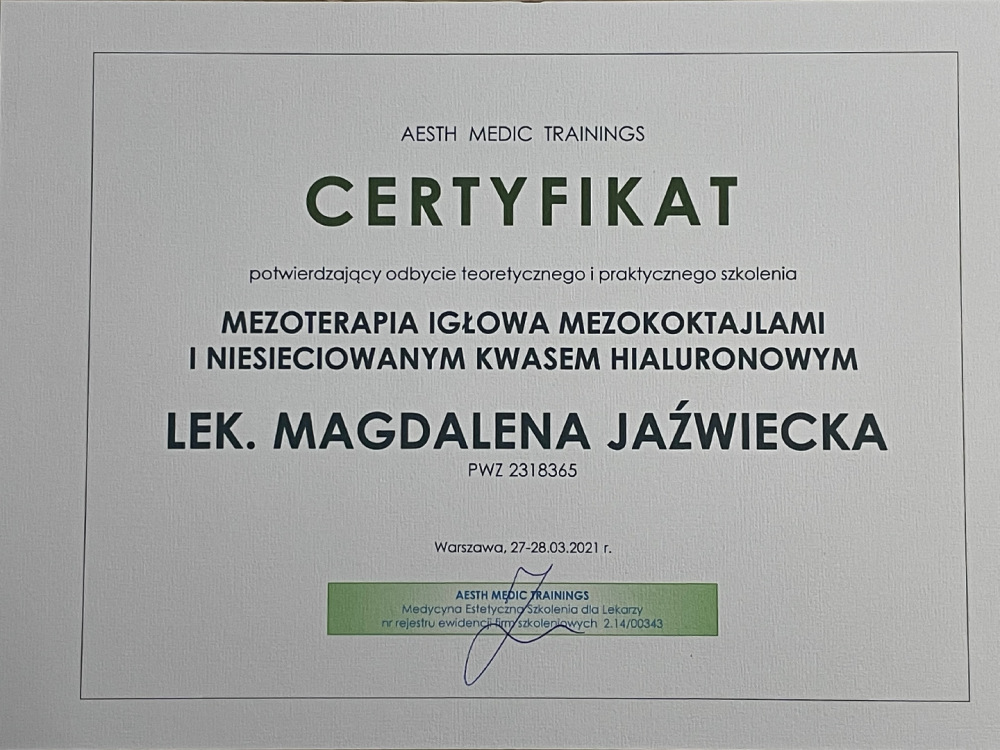 AESTH MEDIC TRAININGS
CERTYFIKAT
potwierdzający odbycie teoretycznego i praktycznego szkolenia
MEZOTERAPIA IGŁOWA MEZOKOKTAJLAMI
I NIESIECIOWANYM KWASEM HIALURONOWYM
LEK. MAGDALENA JAŹWIECKA
PWZ 2318365
Warszawa, 27-28.03.2021 r.
AESTH MEDIC TRAININGS
Medycyna Estetyczna Szkolenia dla Lekarzy
nr rejestru ewidencji firm szkoleniowych 2.14/00343